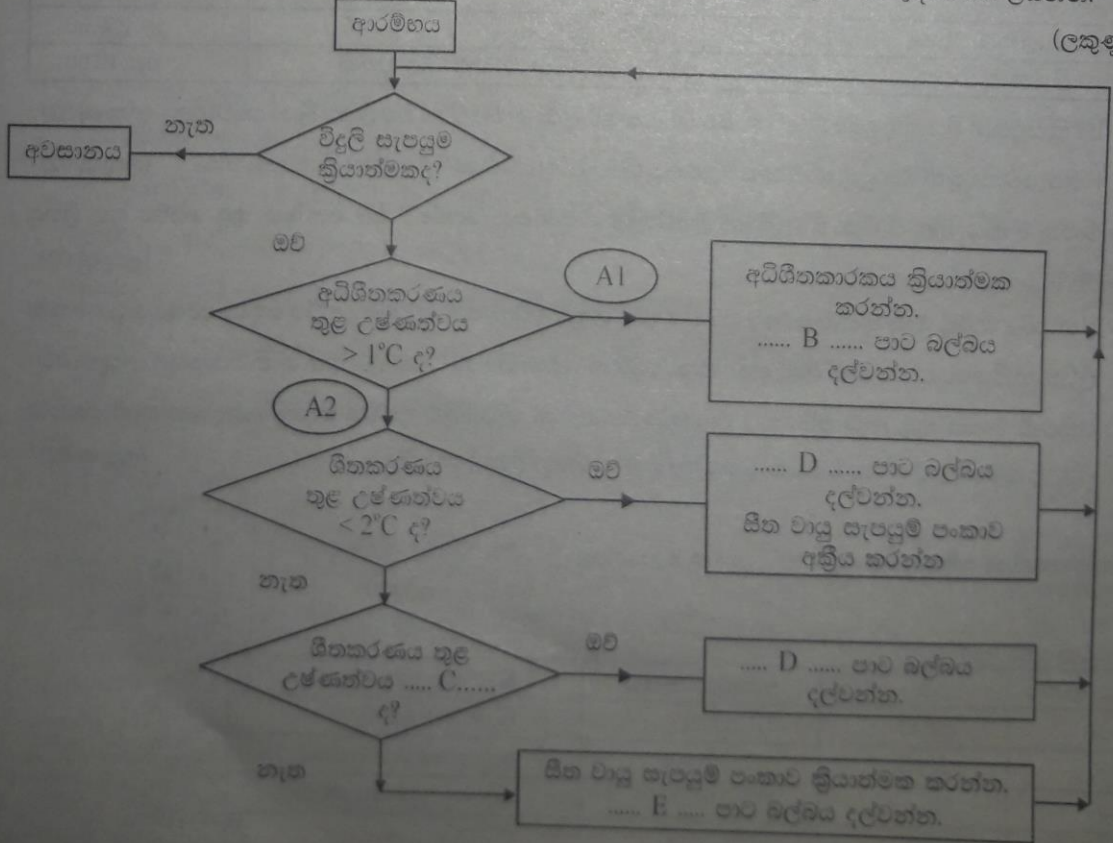 (ලකුණු
ආරම්භය
විදුලි සැපයුම
ක්‍රියාත්මකද?
නැත
අවසානය
ඔව්
අධිශීතකරණය
තුළ උෂ්ණත්වය
> 1°C ද?
A1
අධිශීතකාරකය ක්‍රියාත්මක
කරන්න.
...... B ...... පාට බල්බය
දල්වන්න.
A2
ශීතකරණය
තුළ උෂ්ණත්වය
< 2°C ද?
ඔව්
...... D ...... පාට බල්බය
දල්වන්න.
සීත වායු සැපයුම් පංකාව
අක්‍රීය කරන්න
නැත
ශීතකරණය තුළ
උෂ්ණත්වය ..... C......
ද?
ඔව්
..... D ...... පාට බල්බය
දල්වන්න.
නැත
සීත වායු සැපයුම් පංකාව ක්‍රියාත්මක කරන්න.
...... E ..... පාට බල්බය දල්වන්න.